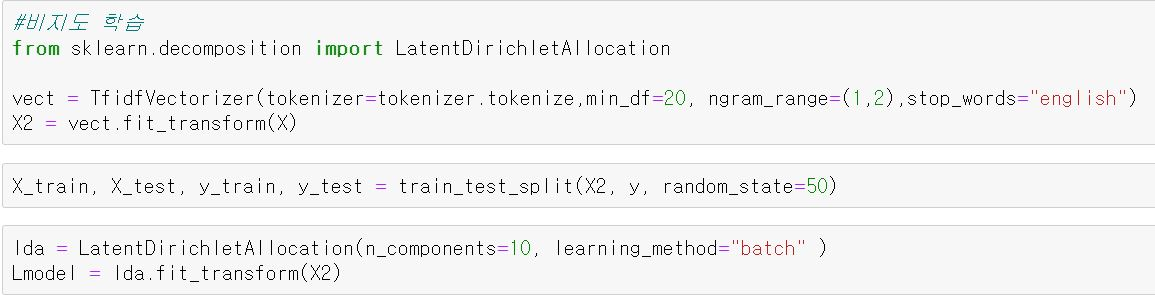 #비지도 학습
from sklearn.decomposition import LatentDirichletAllocation
vect = TfidfVectorizer(tokenizer=tokenizer.tokenize,min_df=20, ngram_range=(1,2),stop_words="english")
X2 = vect.fit_transform(X)
X_train, X_test, y_train, y_test = train_test_split(X2, y, random_state=50)
lda = LatentDirichletAllocation(n_components=10, learning_method="batch" )
Lmodel = lda.fit_transform(X2)